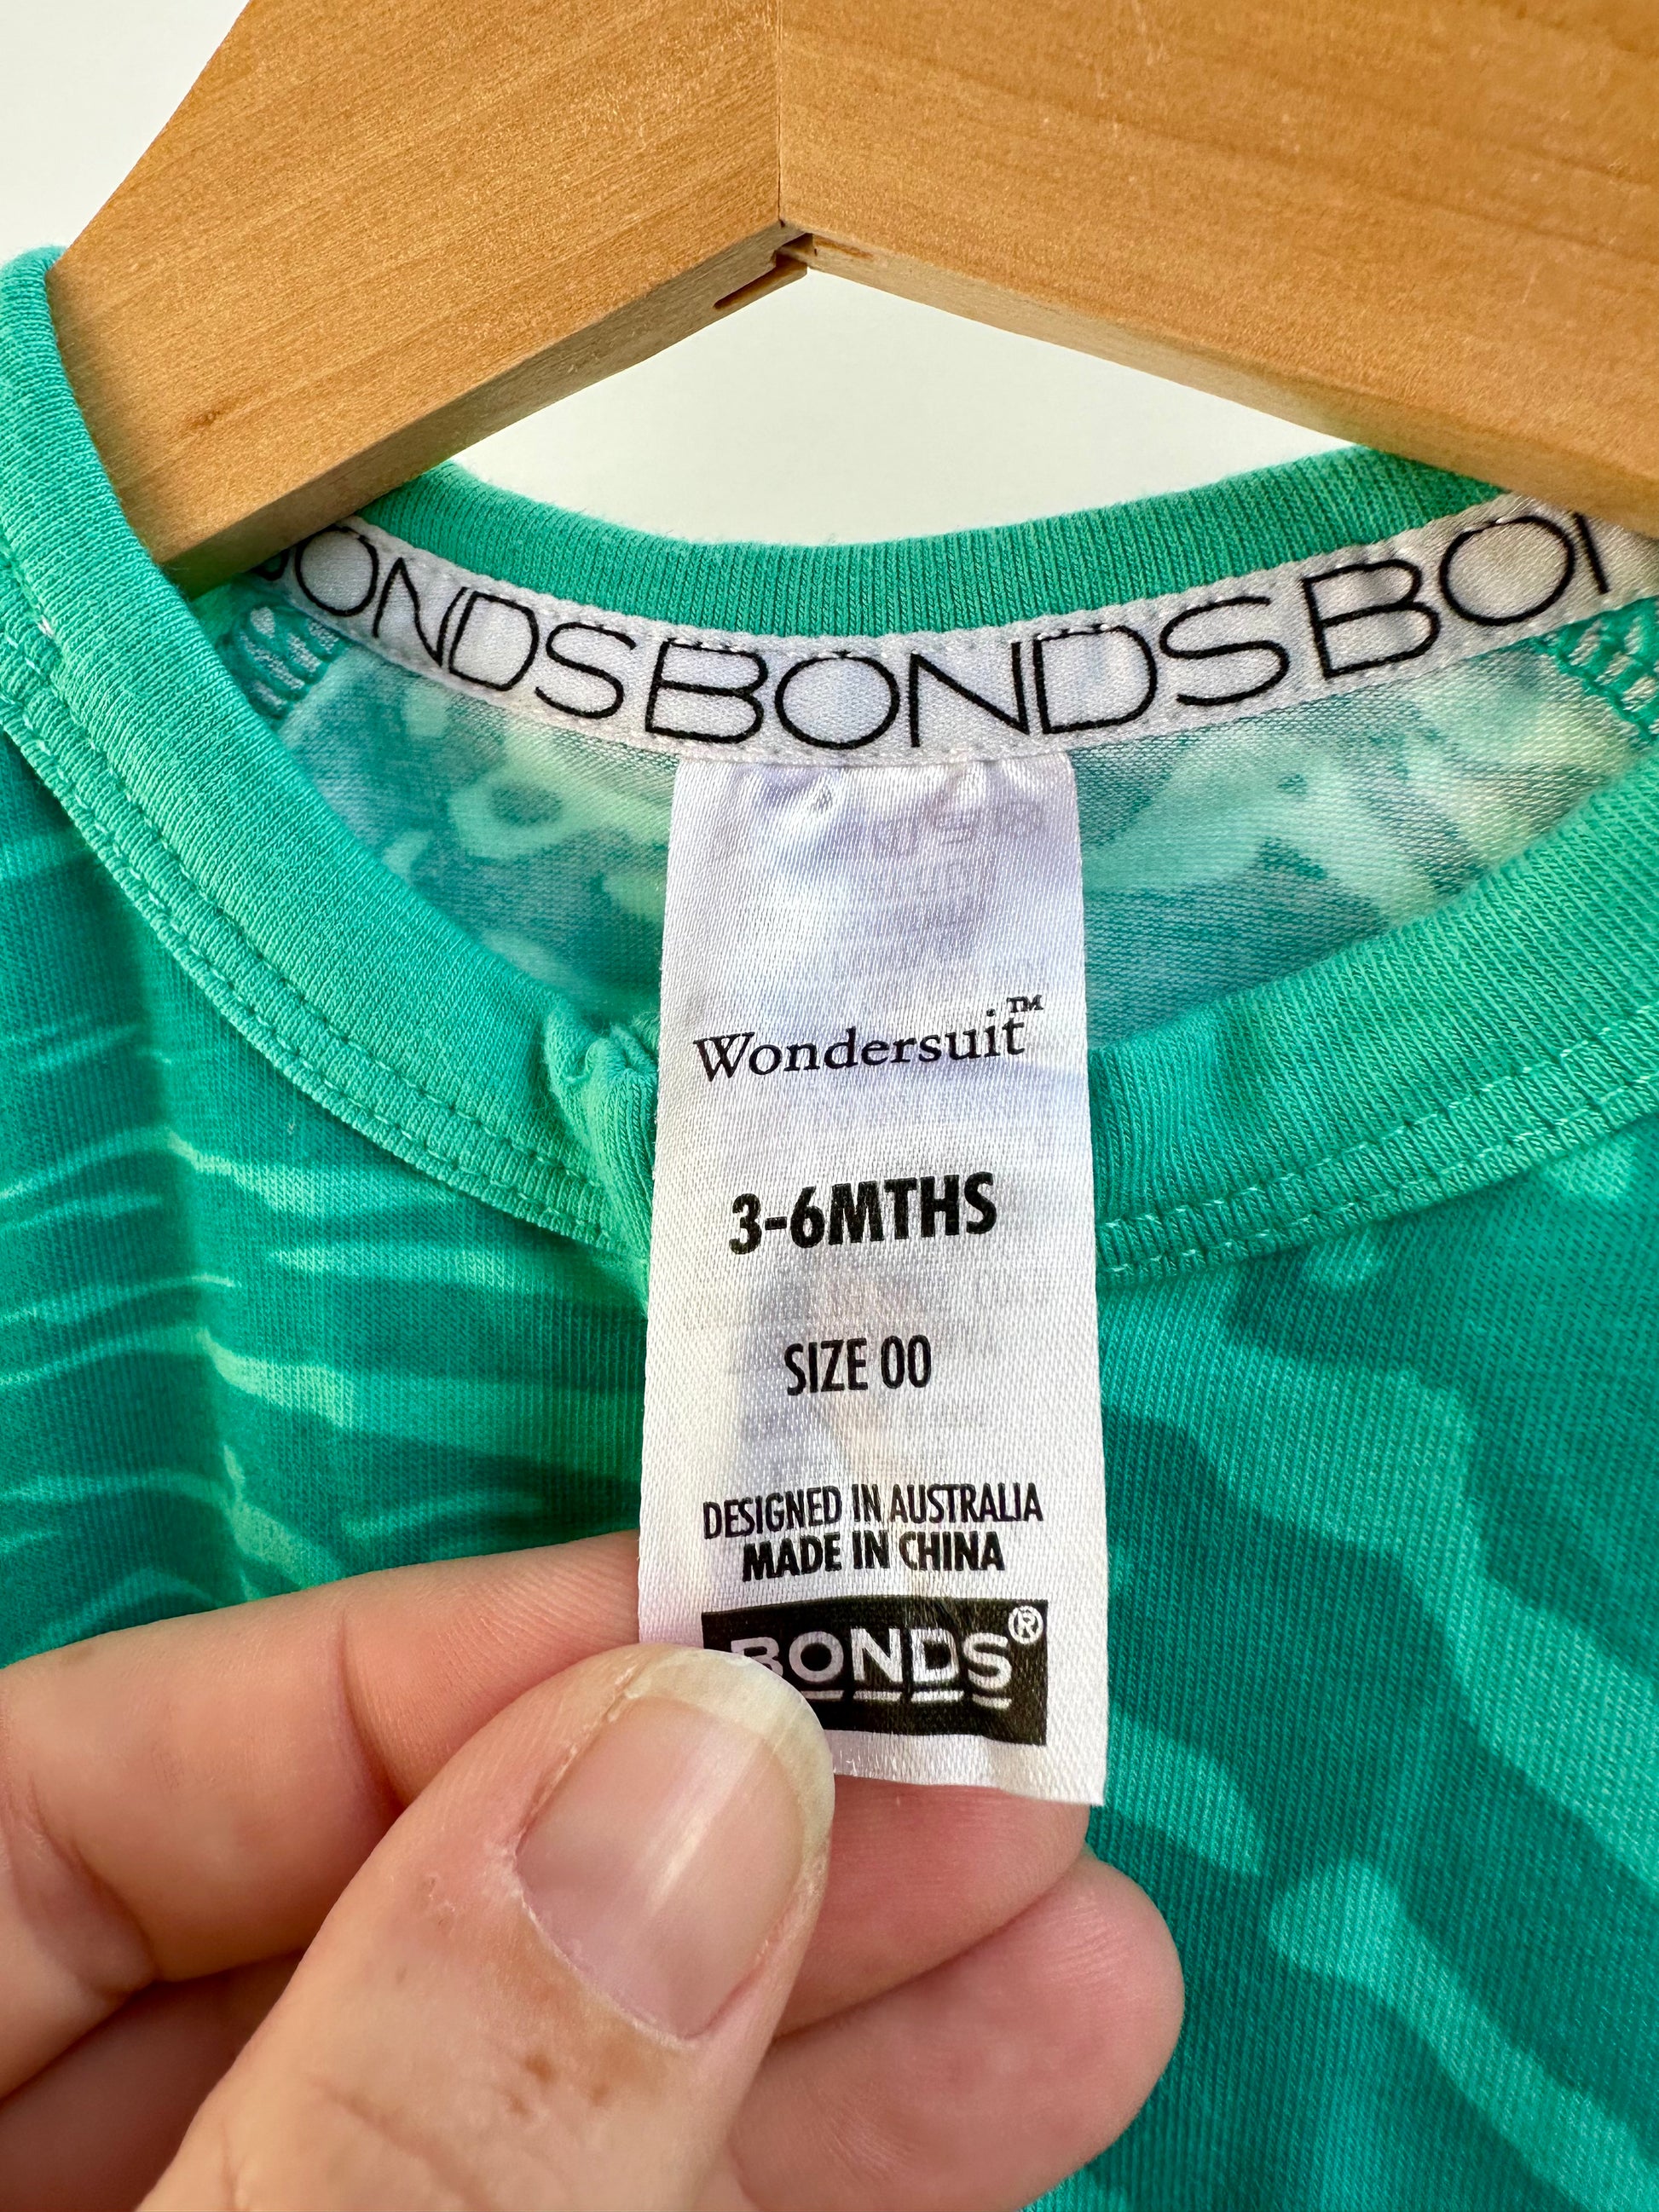 ONDSBONDSBO
Wondersuit™
3-6MTHS
SIZE 00
DESIGNED IN AUSTRALIA
MADE IN CHINA
BONDS®